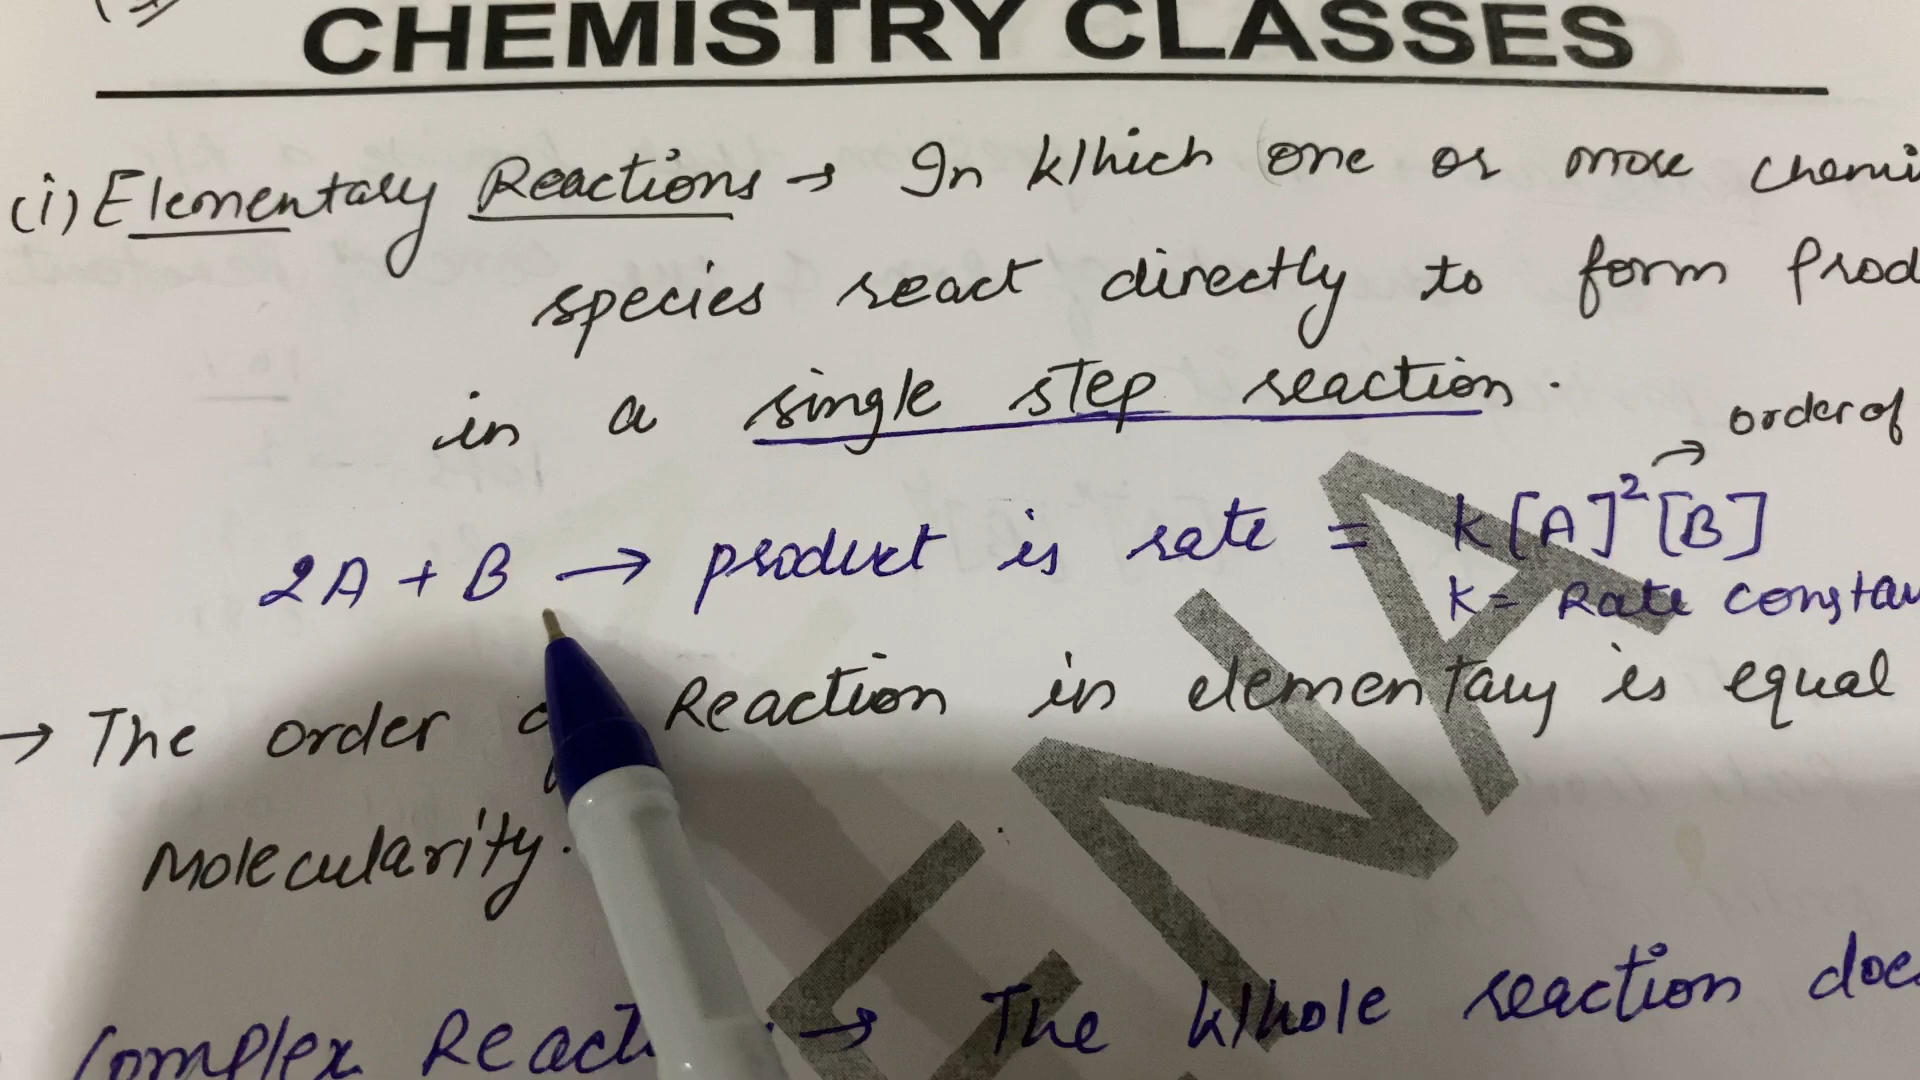 CHEMISTRY CLASSES
(i) Elementary Reactions → In Which one or more chemi
species react directly to form Prod
in a single step reaction.
order of
2A + B → product is rate = K[A]²[B]
K = Rate constan
→ The order of Reaction in elementary is equal
Molecularity.
Complex Reacti → The Whole reaction doe
ENA